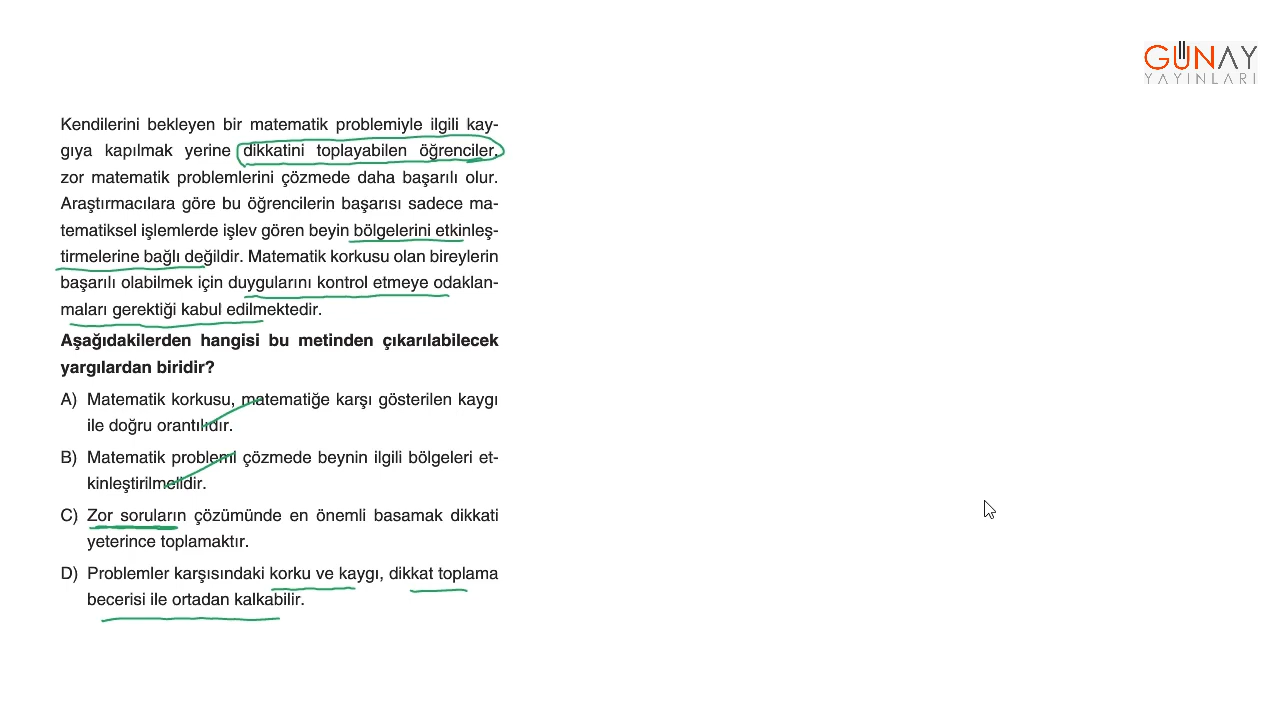 GÜNAY
YAYINLARI
Kendilerini bekleyen bir matematik problemiyle ilgili kay-
gıya kapılmak yerine dikkatini toplayabilen öğrenciler,
zor matematik problemlerini çözmede daha başarılı olur.
Araştırmacılara göre bu öğrencilerin başarısı sadece ma-
tematiksel işlemlerde işlev gören beyin bölgelerini etkinleş-
tirmelerine bağlı değildir. Matematik korkusu olan bireylerin
başarılı olabilmek için duygularını kontrol etmeye odaklan-
maları gerektiği kabul edilmektedir.
Aşağıdakilerden hangisi bu metinden çıkarılabilecek
yargılardan biridir?
A) Matematik korkusu, matematiğe karşı gösterilen kaygı
ile doğru orantılıdır.
B) Matematik problemi çözmede beynin ilgili bölgeleri et-
kinleştirilmelidir.
C) Zor soruların çözümünde en önemli basamak dikkati
yeterince toplamaktır.
D) Problemler karşısındaki korku ve kaygı, dikkat toplama
becerisi ile ortadan kalkabilir.